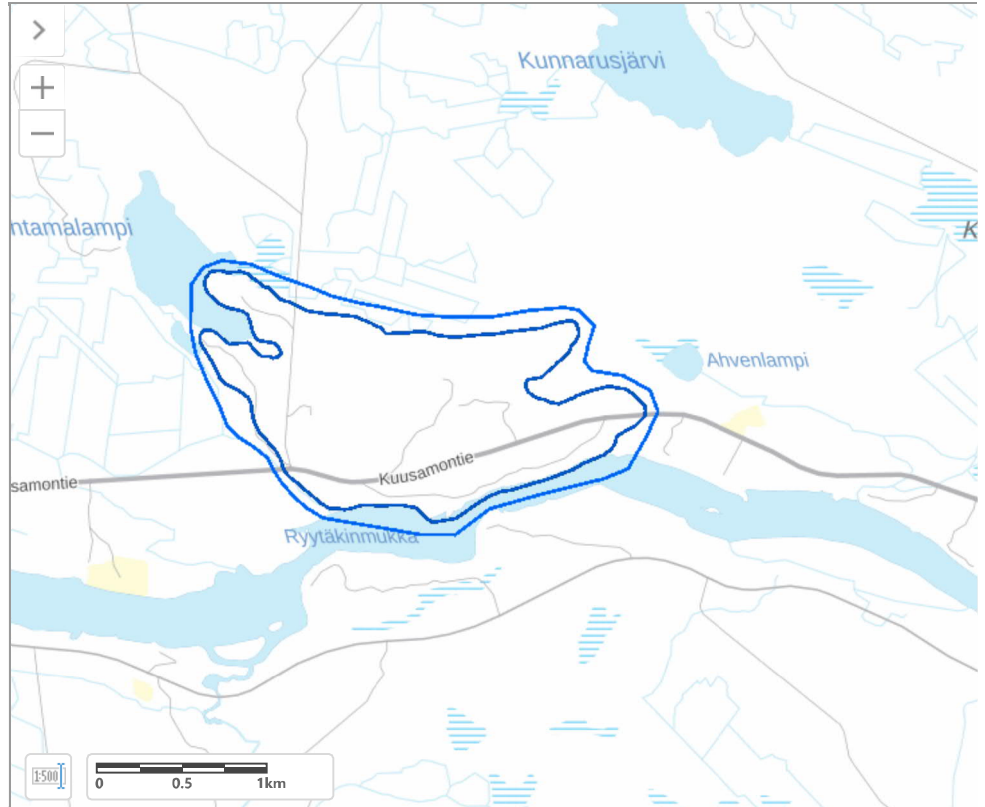 Kunnarusjärvi
ntamalampi
K
Ahvenlampi
Kuusamontie
samontie
Ryytäkinmukka
1:500
0 0.5 1km